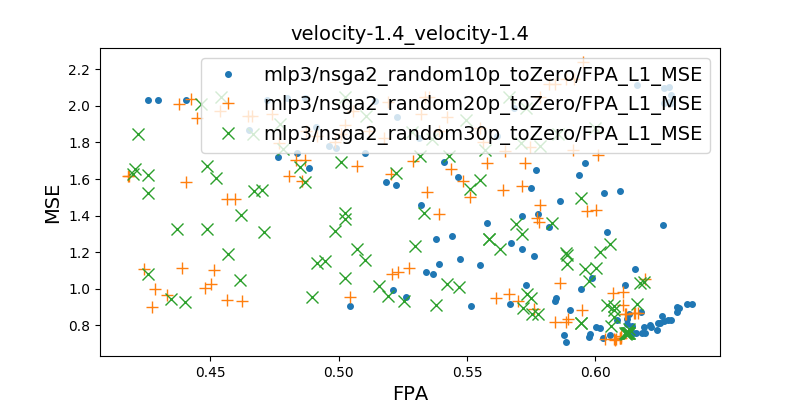 velocity-1.4_velocity-1.4
mlp3/nsga2_random10p_toZero/FPA_L1_MSE
mlp3/nsga2_random20p_toZero/FPA_L1_MSE
mlp3/nsga2_random30p_toZero/FPA_L1_MSE
MSE
2.2
2.0
1.8
1.6
1.4
1.2
1.0
0.8
0.45
0.50
0.55
0.60
FPA